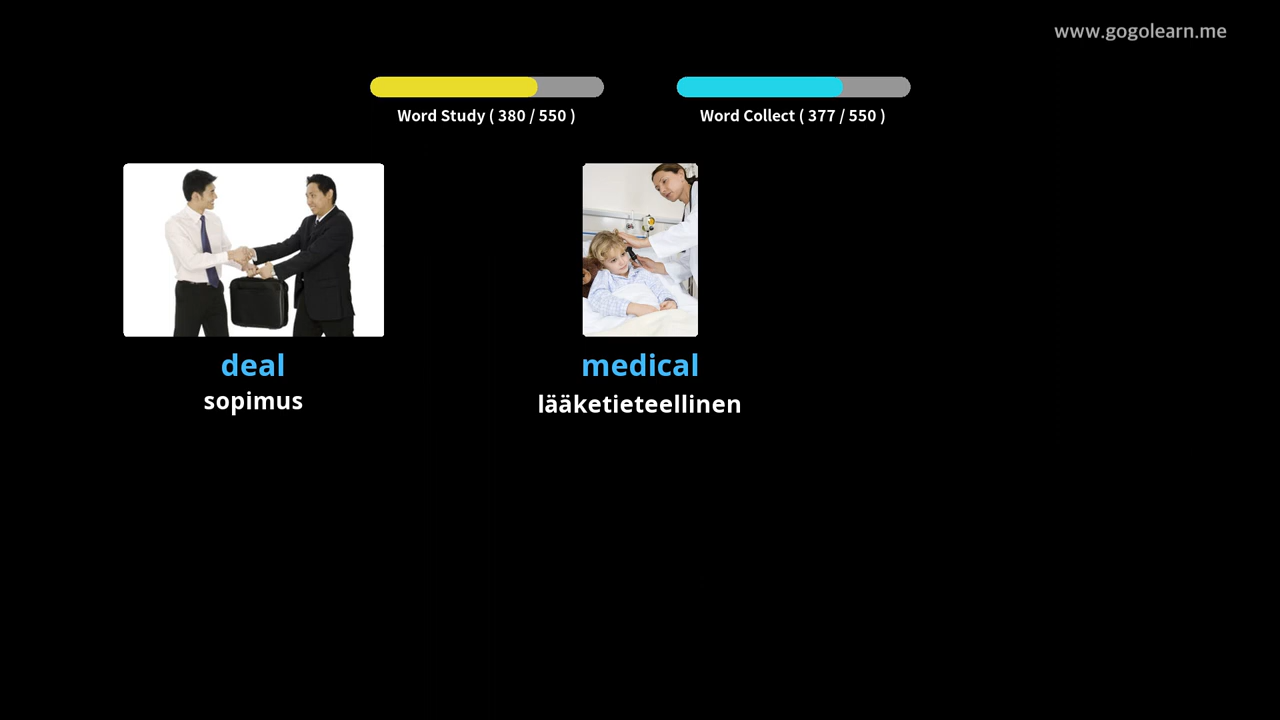 www.gogolearn.me
Word Study ( 380 / 550 )
Word Collect ( 377 / 550 )
deal
sopimus
medical
lääketieteellinen